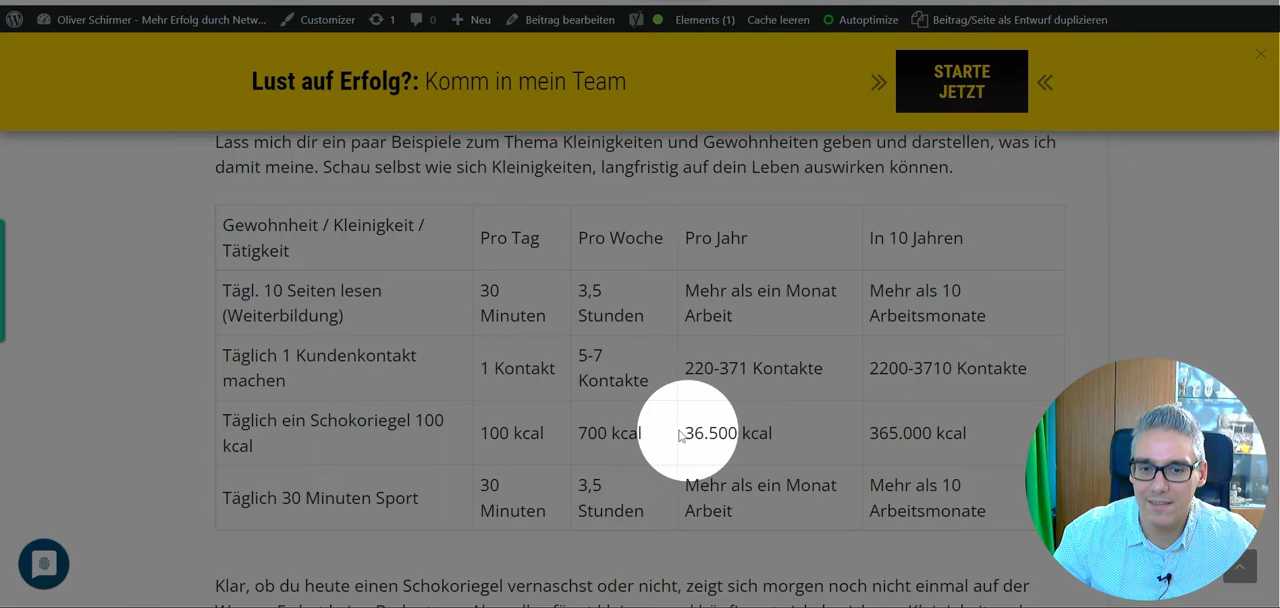 Oliver Schirmer - Mehr Erfolg durch Netw... Customizer 1 0 Neu Beitrag bearbeiten Elements (1) Cache leeren Autoptimize Beitrag/Seite als Entwurf duplizieren
Lust auf Erfolg?: Komm in mein Team
STARTE
JETZT
Lass mich dir ein paar Beispiele zum Thema Kleinigkeiten und Gewohnheiten geben und darstellen, was ich
damit meine. Schau selbst wie sich Kleinigkeiten, langfristig auf dein Leben auswirken können.
Gewohnheit / Kleinigkeit /
Tätigkeit
Pro Tag
Pro Woche
Pro Jahr
In 10 Jahren
Tägl. 10 Seiten lesen
(Weiterbildung)
30
Minuten
3,5
Stunden
Mehr als ein Monat
Arbeit
Mehr als 10
Arbeitsmonate
Täglich 1 Kundenkontakt
machen
1 Kontakt
5-7
Kontakte
220-371 Kontakte
2200-3710 Kontakte
Täglich ein Schokoriegel 100
kcal
100 kcal
700 kcal
36.500 kcal
365.000 kcal
Täglich 30 Minuten Sport
30
Minuten
3,5
Stunden
Mehr als ein Monat
Arbeit
Mehr als 10
Arbeitsmonate
Klar, ob du heute einen Schokoriegel vernaschst oder nicht, zeigt sich morgen noch nicht einmal auf der